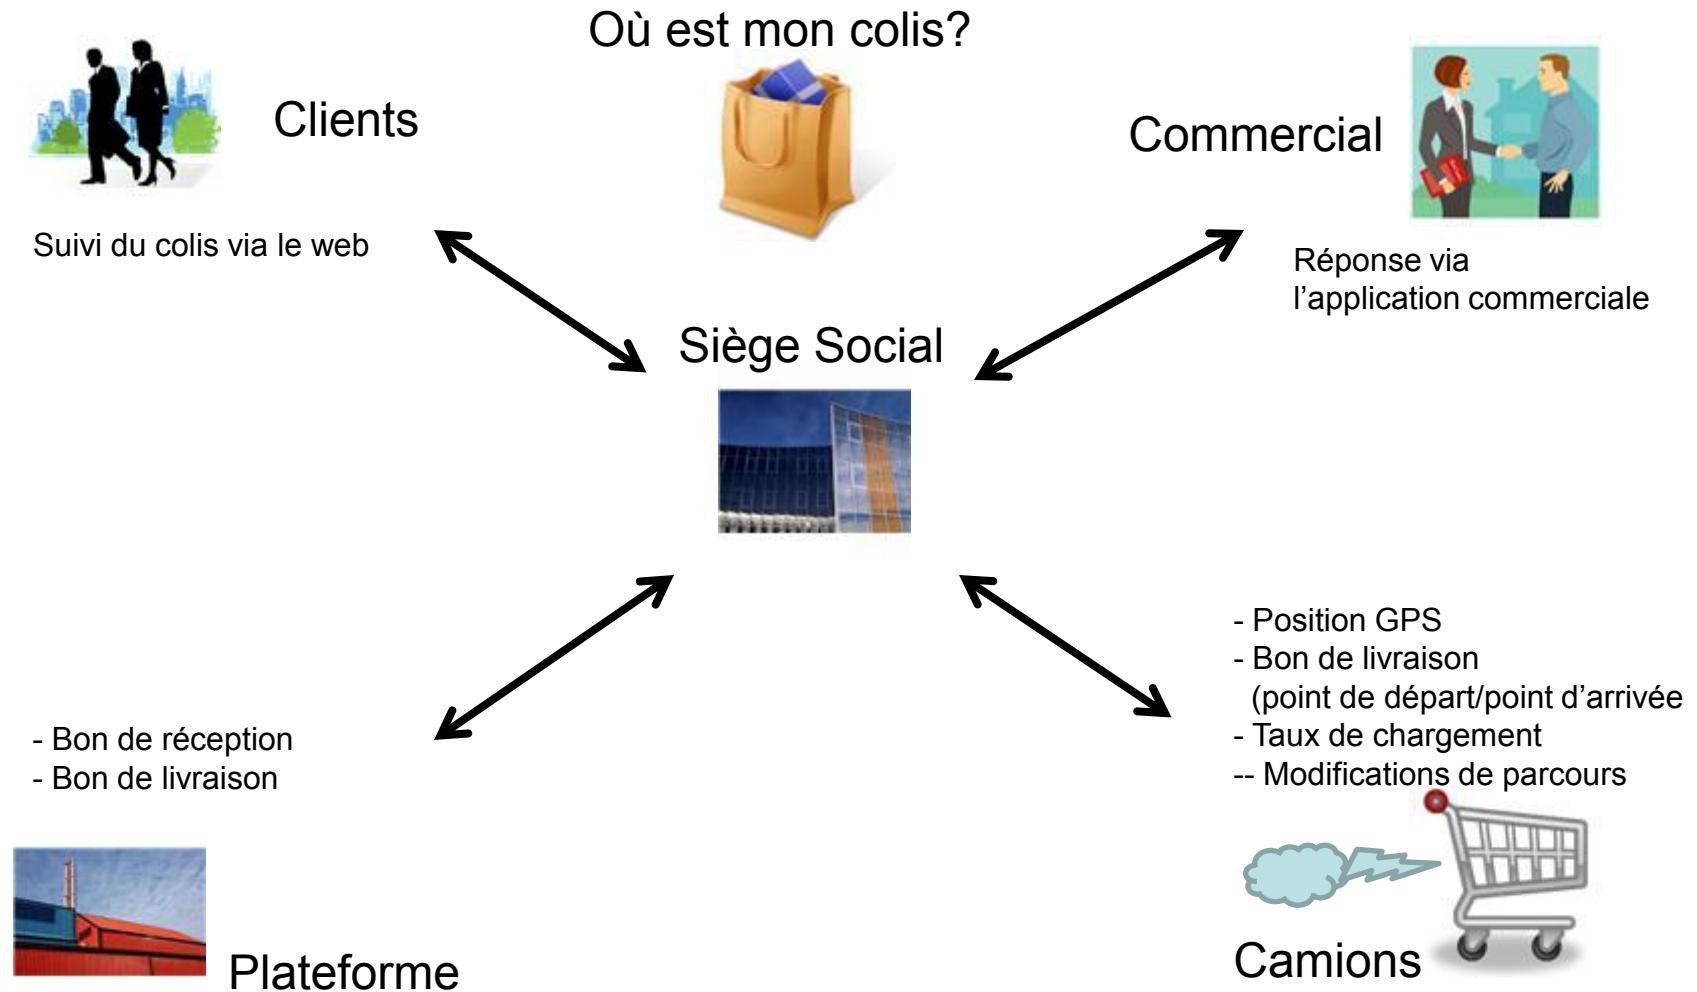 Où est mon colis?
Clients
Commercial
Suivi du colis via le web
Réponse via
l’application commerciale
Siège Social
- Position GPS
- Bon de livraison
(point de départ/point d’arrivée
- Taux de chargement
-- Modifications de parcours
- Bon de réception
- Bon de livraison
Camions
Plateforme